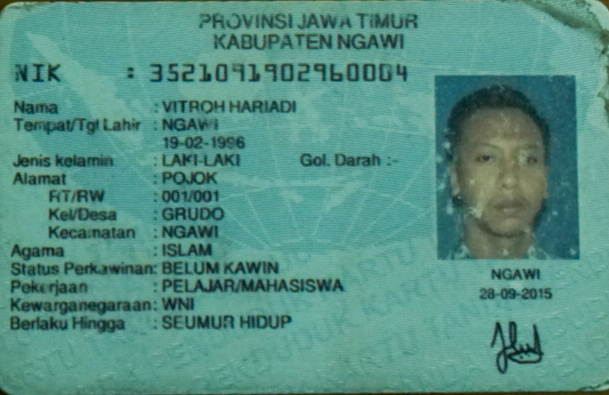 PROVINSI JAWA TIMUR
KABUPATEN NGAWI
NIK : 3521091902960004
Nama : VITROH HARIADI
Tempat/Tgl Lahir : NGAWI
19-02-1996
Jenis kelamin : LAKI-LAKI Gol. Darah :-
Alamat : POJOK
RT/RW : 001/001
Kel/Desa : GRUDO
Kecamatan : NGAWI
Agama : ISLAM
Status Perkawinan: BELUM KAWIN
Pekerjaan : PELAJAR/MAHASISWA
Kewarganegaraan: WNI
Berlaku Hingga : SEUMUR HIDUP
NGAWI
28-09-2015